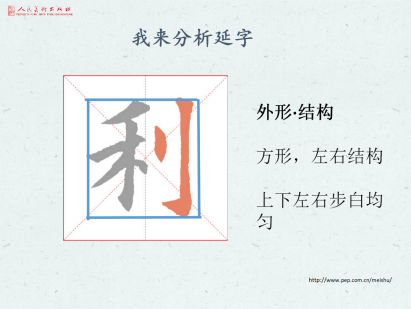 人民美术出版社
我来分析延字
利
外形·结构
方形，左右结构
上下左右步白均
匀
http://www.pep.com.cn/meishu/